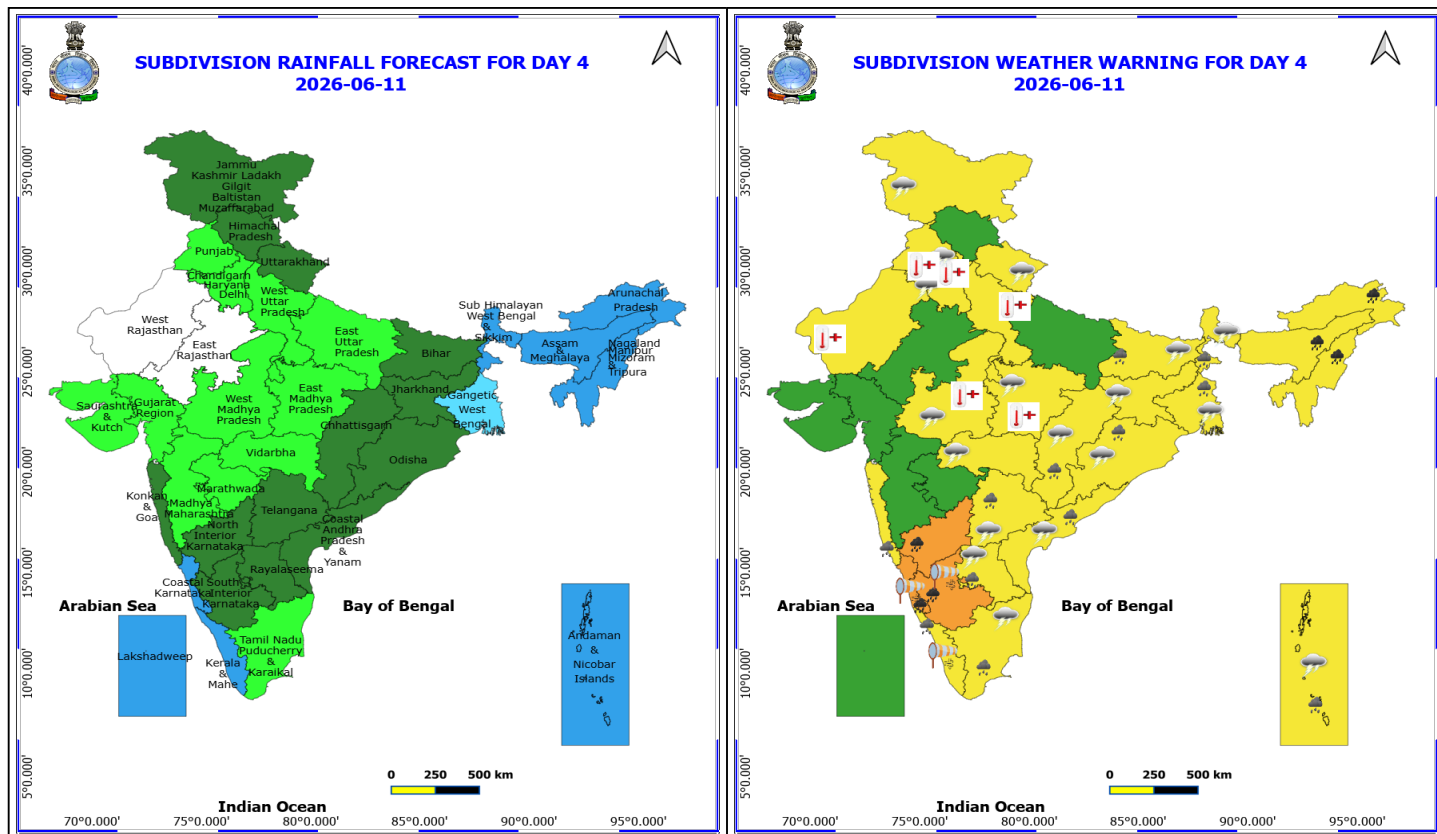 SUBDIVISION RAINFALL FORECAST FOR DAY 4
2026-06-11
40°0.000'
35°0.000'
30°0.000'
25°0.000'
20°0.000'
15°0.000'
10°0.000'
5°0.000'
Jammu
Kashmir Ladakh
Gilgit
Baltistan
Muzaffarabad
Himachal
Pradesh
Punjab
Uttarakhand
Chandigarh
Haryana
Delhi
West
Uttar
Pradesh
West
Rajasthan
East
Rajasthan
East
Uttar
Pradesh
Bihar
Sub Himalayan
West Bengal
&
Sikkim
Arunachal
Pradesh
Assam
&
Meghalaya
Nagaland
Manipur
Mizoram
&
Tripura
Saurashtra
&
Kutch
Gujarat
Region
West
Madhya
Pradesh
East
Madhya
Pradesh
Jharkhand
Gangetic
West
Bengal
Chhattisgarh
Odisha
Vidarbha
Marathwada
Madhya
Maharashtra
Konkan
&
Goa
Telangana
North
Interior
Karnataka
Coastal
Andhra
Pradesh
&
Yanam
Rayalaseema
Coastal
Karnataka
South
Interior
Karnataka
Arabian Sea
Bay of Bengal
Lakshadweep
Kerala
&
Mahe
Tamil Nadu
Puducherry
&
Karaikal
Andaman
&
Nicobar
Islands
0 250 500 km
Indian Ocean
70°0.000' 75°0.000' 80°0.000' 85°0.000' 90°0.000' 95°0.000'
SUBDIVISION WEATHER WARNING FOR DAY 4
2026-06-11
40°0.000'
35°0.000'
30°0.000'
25°0.000'
20°0.000'
15°0.000'
10°0.000'
5°0.000'
Arabian Sea
Bay of Bengal
0 250 500 km
Indian Ocean
70°0.000' 75°0.000' 80°0.000' 85°0.000' 90°0.000' 95°0.000'